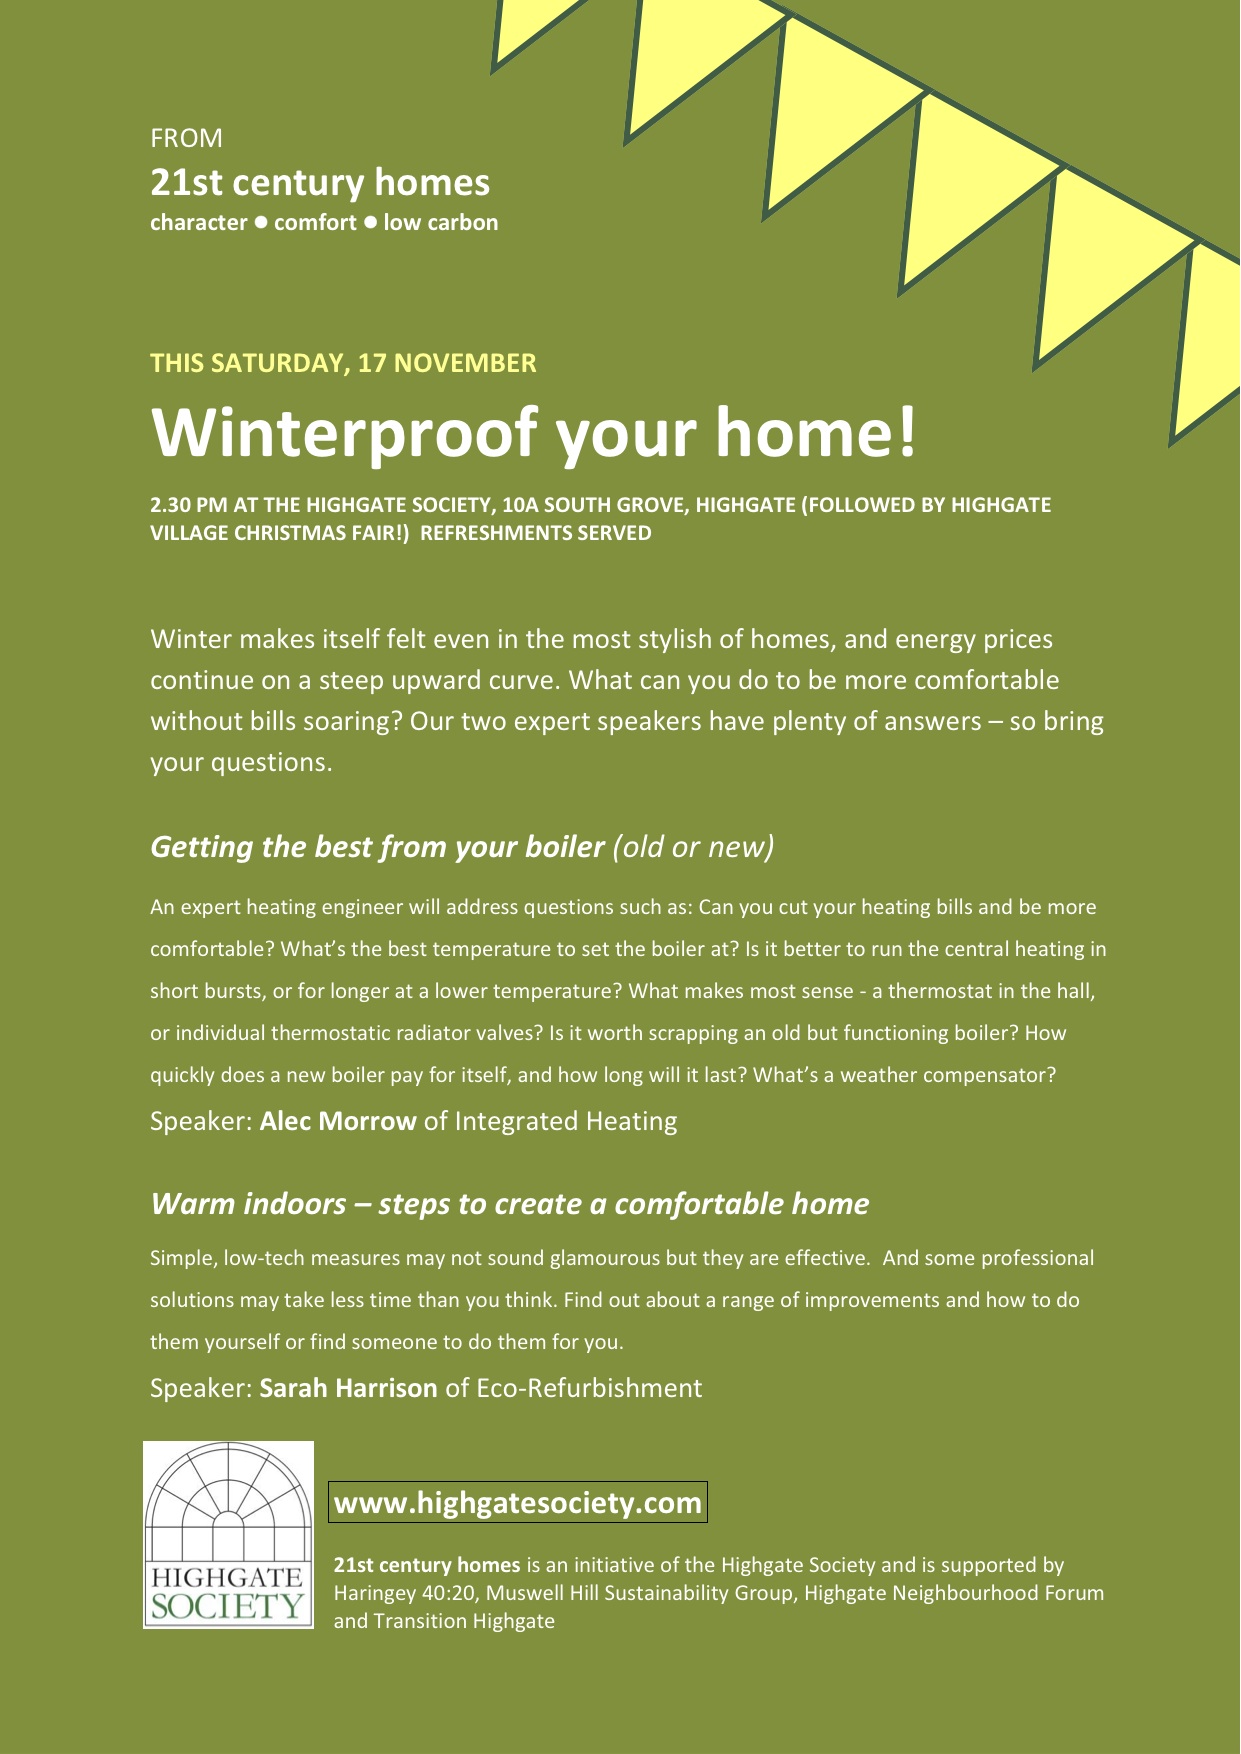 FROM
21st century homes
character ● comfort ● low carbon
THIS SATURDAY, 17 NOVEMBER
Winterproof your home!
2.30 PM AT THE HIGHGATE SOCIETY, 10A SOUTH GROVE, HIGHGATE (FOLLOWED BY HIGHGATE
VILLAGE CHRISTMAS FAIR!)  REFRESHMENTS SERVED
Winter makes itself felt even in the most stylish of homes, and energy prices
continue on a steep upward curve. What can you do to be more comfortable
without bills soaring? Our two expert speakers have plenty of answers – so bring
your questions.
Getting the best from your boiler (old or new)
An expert heating engineer will address questions such as: Can you cut your heating bills and be more
comfortable? What’s the best temperature to set the boiler at? Is it better to run the central heating in
short bursts, or for longer at a lower temperature? What makes most sense - a thermostat in the hall,
or individual thermostatic radiator valves? Is it worth scrapping an old but functioning boiler? How
quickly does a new boiler pay for itself, and how long will it last? What’s a weather compensator?
Speaker: Alec Morrow of Integrated Heating
Warm indoors – steps to create a comfortable home
Simple, low-tech measures may not sound glamourous but they are effective.  And some professional
solutions may take less time than you think. Find out about a range of improvements and how to do
them yourself or find someone to do them for you.
Speaker: Sarah Harrison of Eco-Refurbishment
HIGHGATE
SOCIETY
www.highgatesociety.com
21st century homes is an initiative of the Highgate Society and is supported by
Haringey 40:20, Muswell Hill Sustainability Group, Highgate Neighbourhood Forum
and Transition Highgate